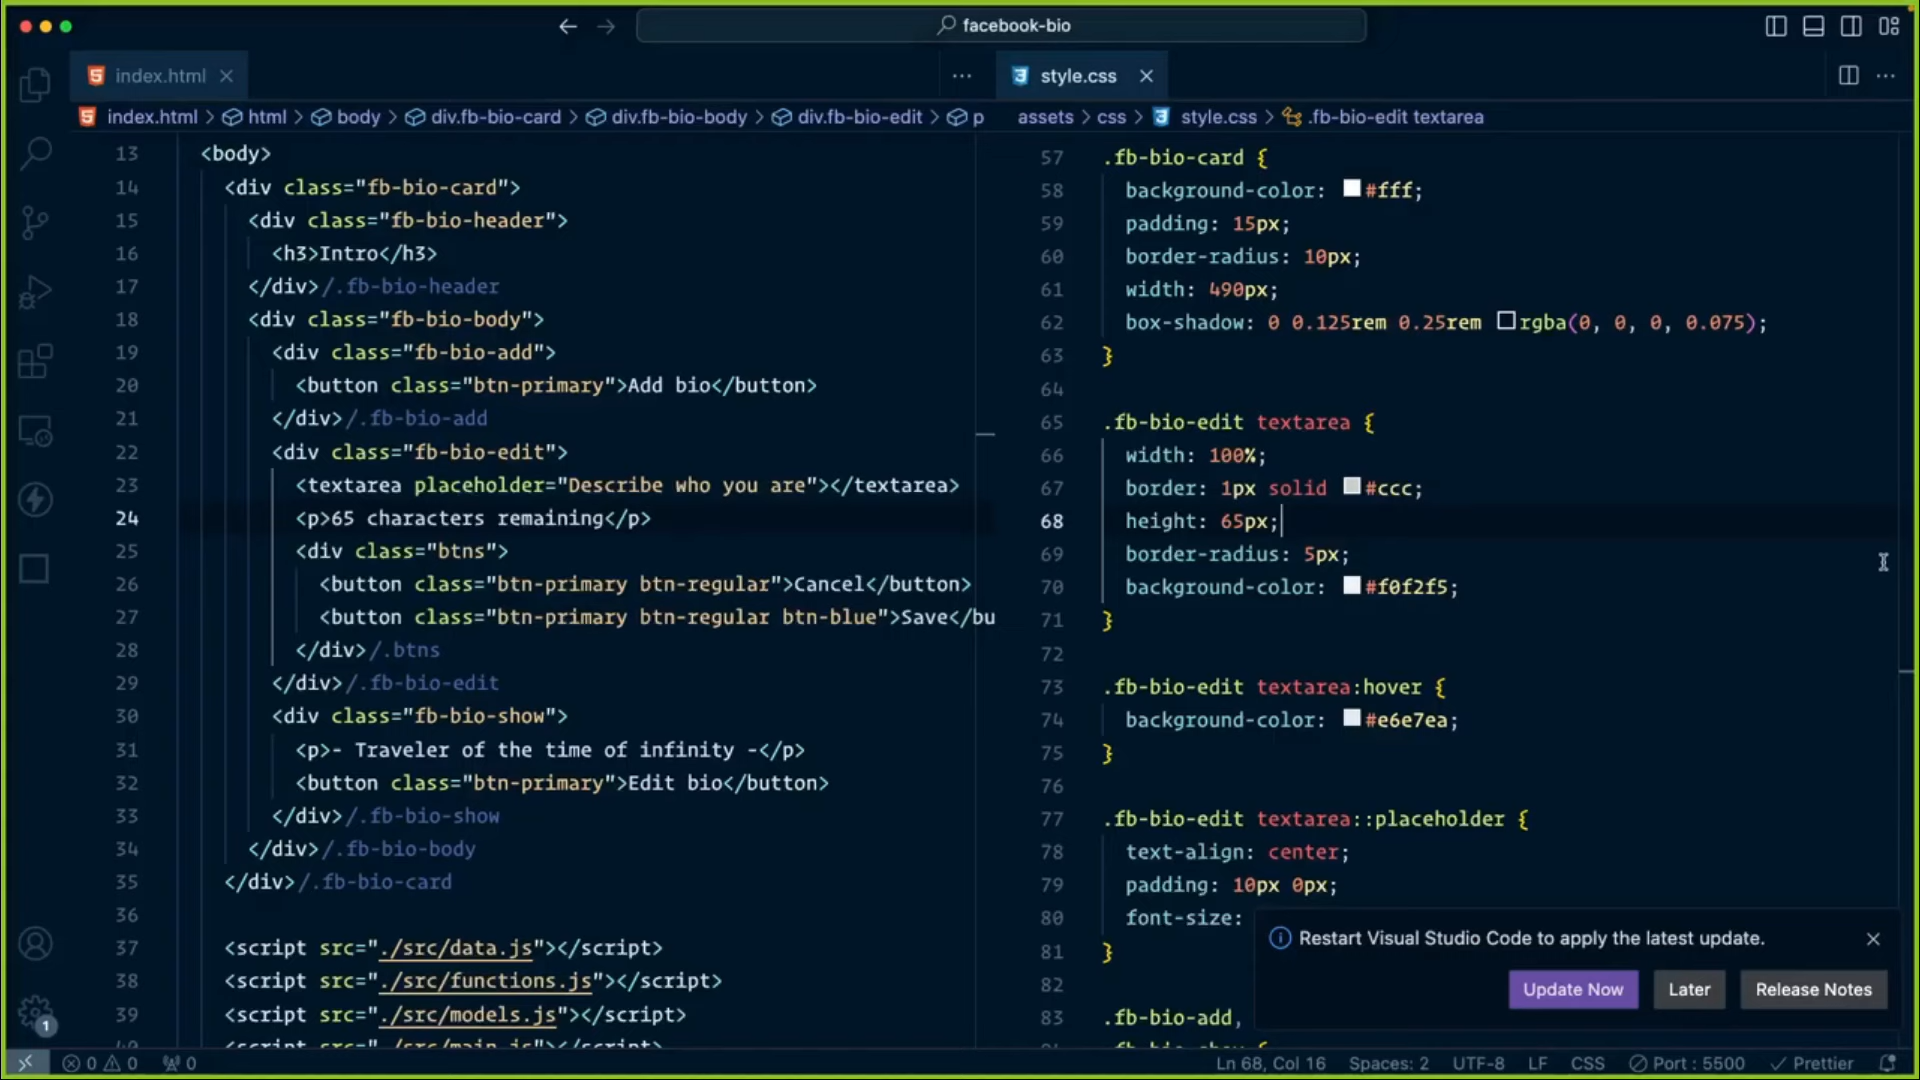 facebook-bio
index.html
style.css
index.html > html > body > div.fb-bio-card > div.fb-bio-body > div.fb-bio-edit > p
assets > css > style.css > .fb-bio-edit textarea
13 <body>
14 <div class="fb-bio-card">
15 <div class="fb-bio-header">
16 <h3>Intro</h3>
17 </div>/.fb-bio-header
18 <div class="fb-bio-body">
19 <div class="fb-bio-add">
20 <button class="btn-primary">Add bio</button>
21 </div>/.fb-bio-add
22 <div class="fb-bio-edit">
23 <textarea placeholder="Describe who you are"></textarea>
24 <p>65 characters remaining</p>
25 <div class="btns">
26 <button class="btn-primary btn-regular">Cancel</button>
27 <button class="btn-primary btn-regular btn-blue">Save</bu
28 </div>/.btns
29 </div>/.fb-bio-edit
30 <div class="fb-bio-show">
31 <p>- Traveler of the time of infinity -</p>
32 <button class="btn-primary">Edit bio</button>
33 </div>/.fb-bio-show
34 </div>/.fb-bio-body
35 </div>/.fb-bio-card
36
37 <script src="./src/data.js"></script>
38 <script src="./src/functions.js"></script>
39 <script src="./src/models.js"></script>
40 <script src="./src/main.js"></script>
57 .fb-bio-card {
58 background-color: #fff;
59 padding: 15px;
60 border-radius: 10px;
61 width: 490px;
62 box-shadow: 0 0.125rem 0.25rem rgba(0, 0, 0, 0.075);
63 }
64
65 .fb-bio-edit textarea {
66 width: 100%;
67 border: 1px solid #ccc;
68 height: 65px;
69 border-radius: 5px;
70 background-color: #f0f2f5;
71 }
72
73 .fb-bio-edit textarea:hover {
74 background-color: #e6e7ea;
75 }
76
77 .fb-bio-edit textarea::placeholder {
78 text-align: center;
79 padding: 10px 0px;
80 font-size:
81 }
82
83 .fb-bio-add,
.fb-bio-show {
Restart Visual Studio Code to apply the latest update.
Update Now
Later
Release Notes
1
0 0 0
Ln 68, Col 16 Spaces: 2 UTF-8 LF CSS Port : 5500 Prettier